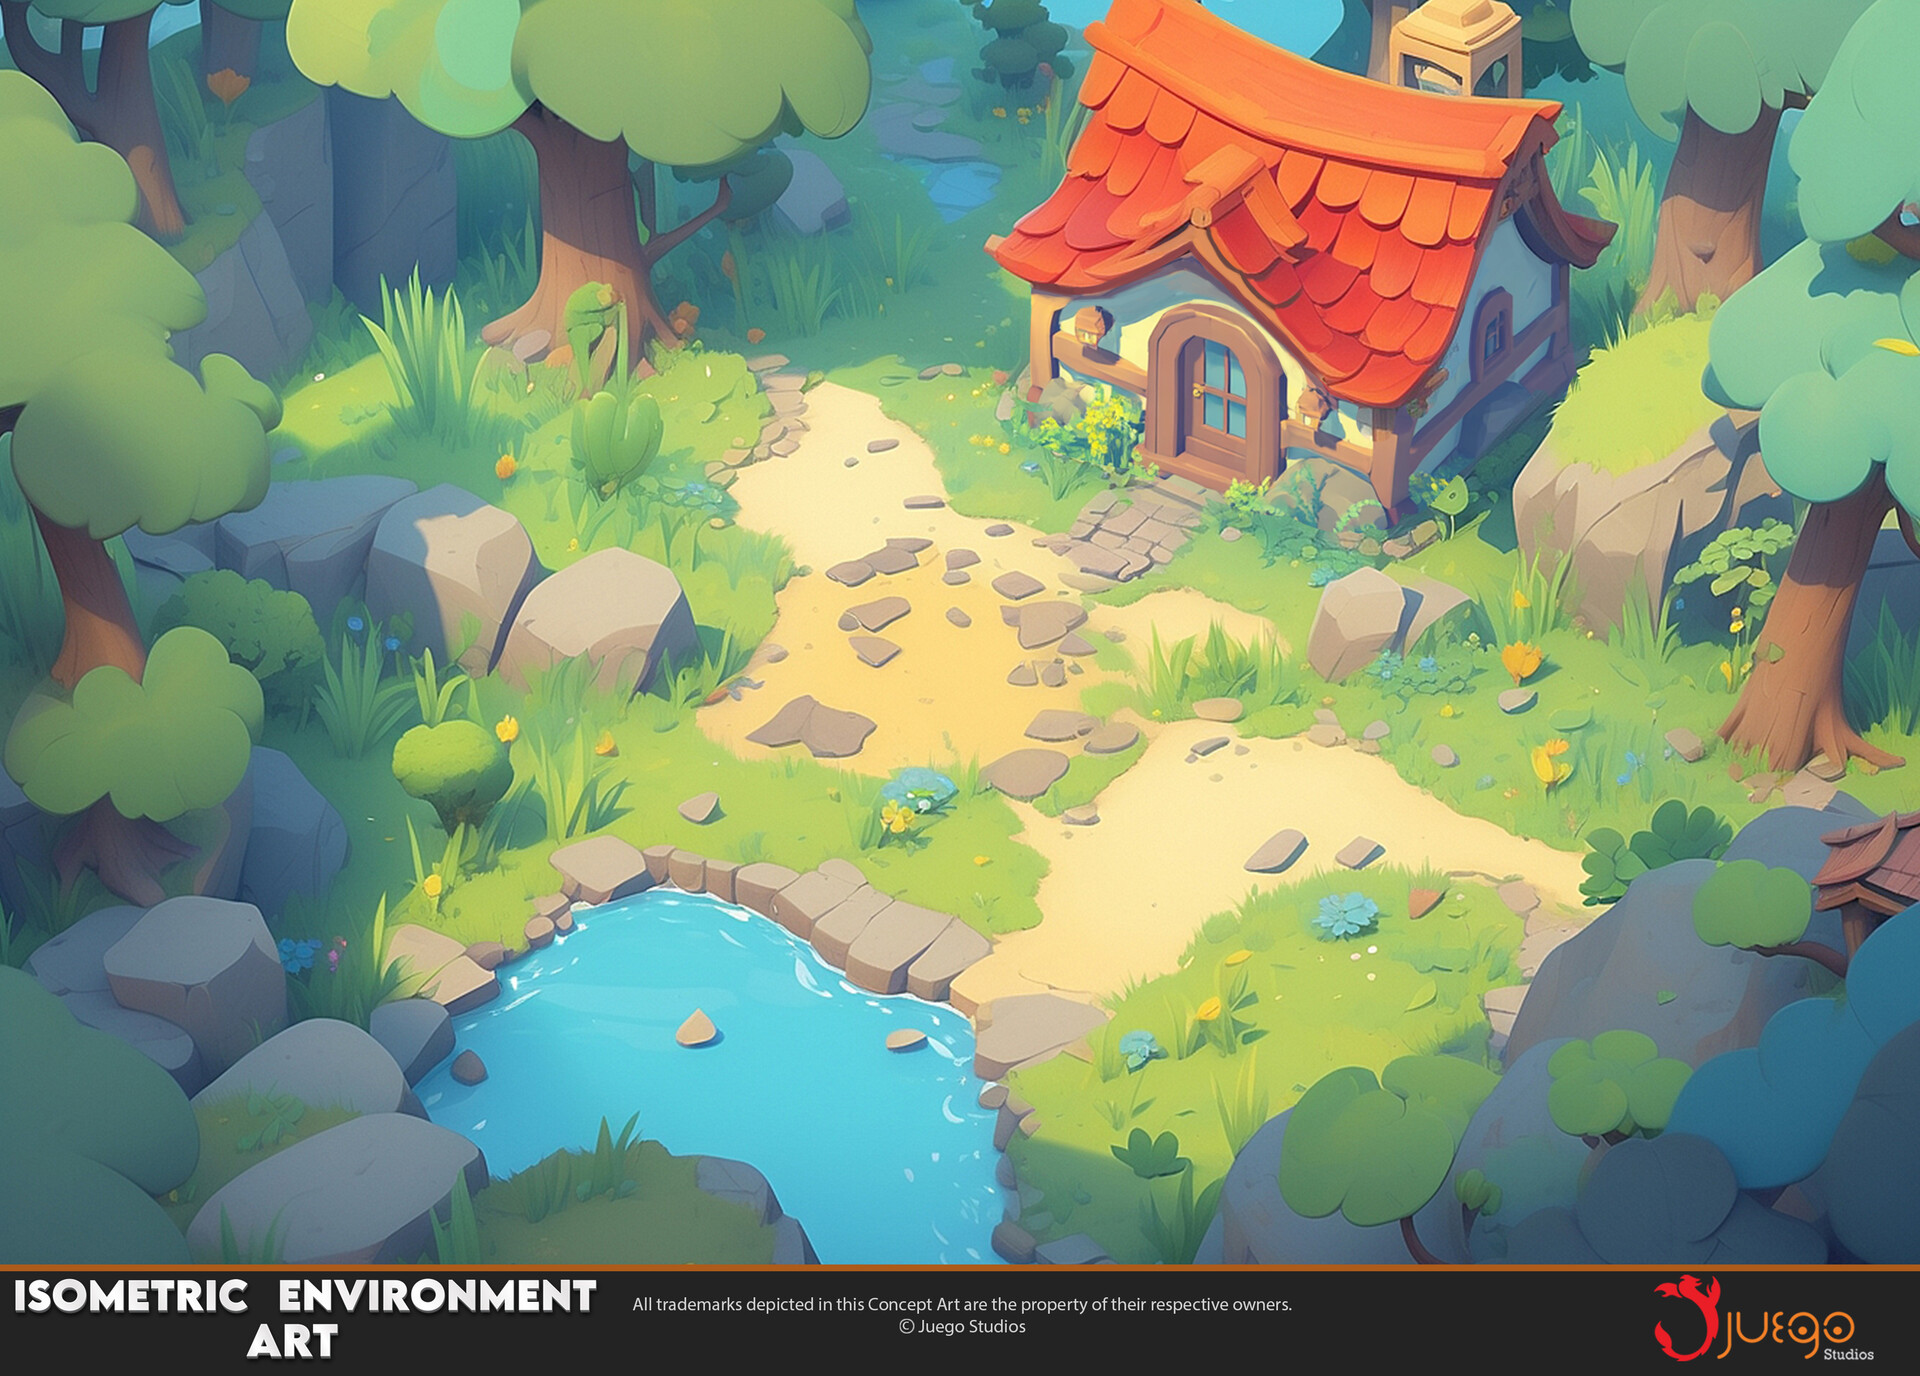 ISOMETRIC ENVIRONMENT
ART
All trademarks depicted in this Concept Art are the property of their respective owners.
© Juego Studios
JUEGO
Studios